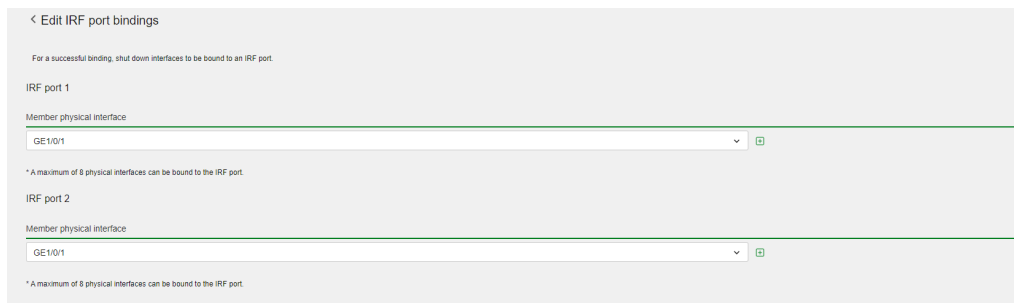 Edit IRF port bindings
For a successful binding, shut down interfaces to be bound to an IRF port.
IRF port 1
Member physical interface
GE1/0/1
* A maximum of 8 physical interfaces can be bound to the IRF port.
IRF port 2
Member physical interface
GE1/0/1
* A maximum of 8 physical interfaces can be bound to the IRF port.